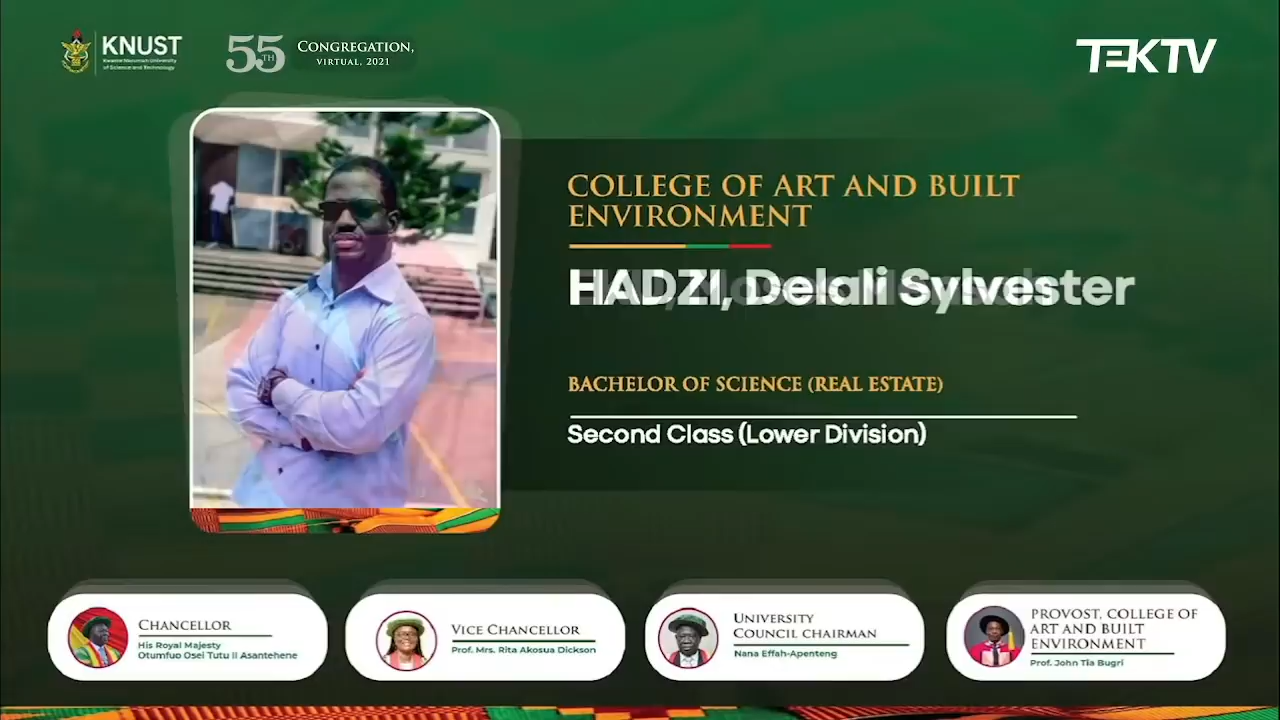 KNUST
Kwame Nkrumah University
of Science and Technology
55TH
CONGREGATION,
VIRTUAL, 2021
TEKTV
COLLEGE OF ART AND BUILT
ENVIRONMENT
HADZI, Delali Sylvester
BACHELOR OF SCIENCE (REAL ESTATE)
Second Class (Lower Division)
CHANCELLOR
His Royal Majesty
Otumfuo Osei Tutu II Asantehene
VICE CHANCELLOR
Prof. Mrs. Rita Akosua Dickson
UNIVERSITY
COUNCIL CHAIRMAN
Nana Effah-Apenteng
PROVOST, COLLEGE OF
ART AND BUILT
ENVIRONMENT
Prof. John Tia Bugri